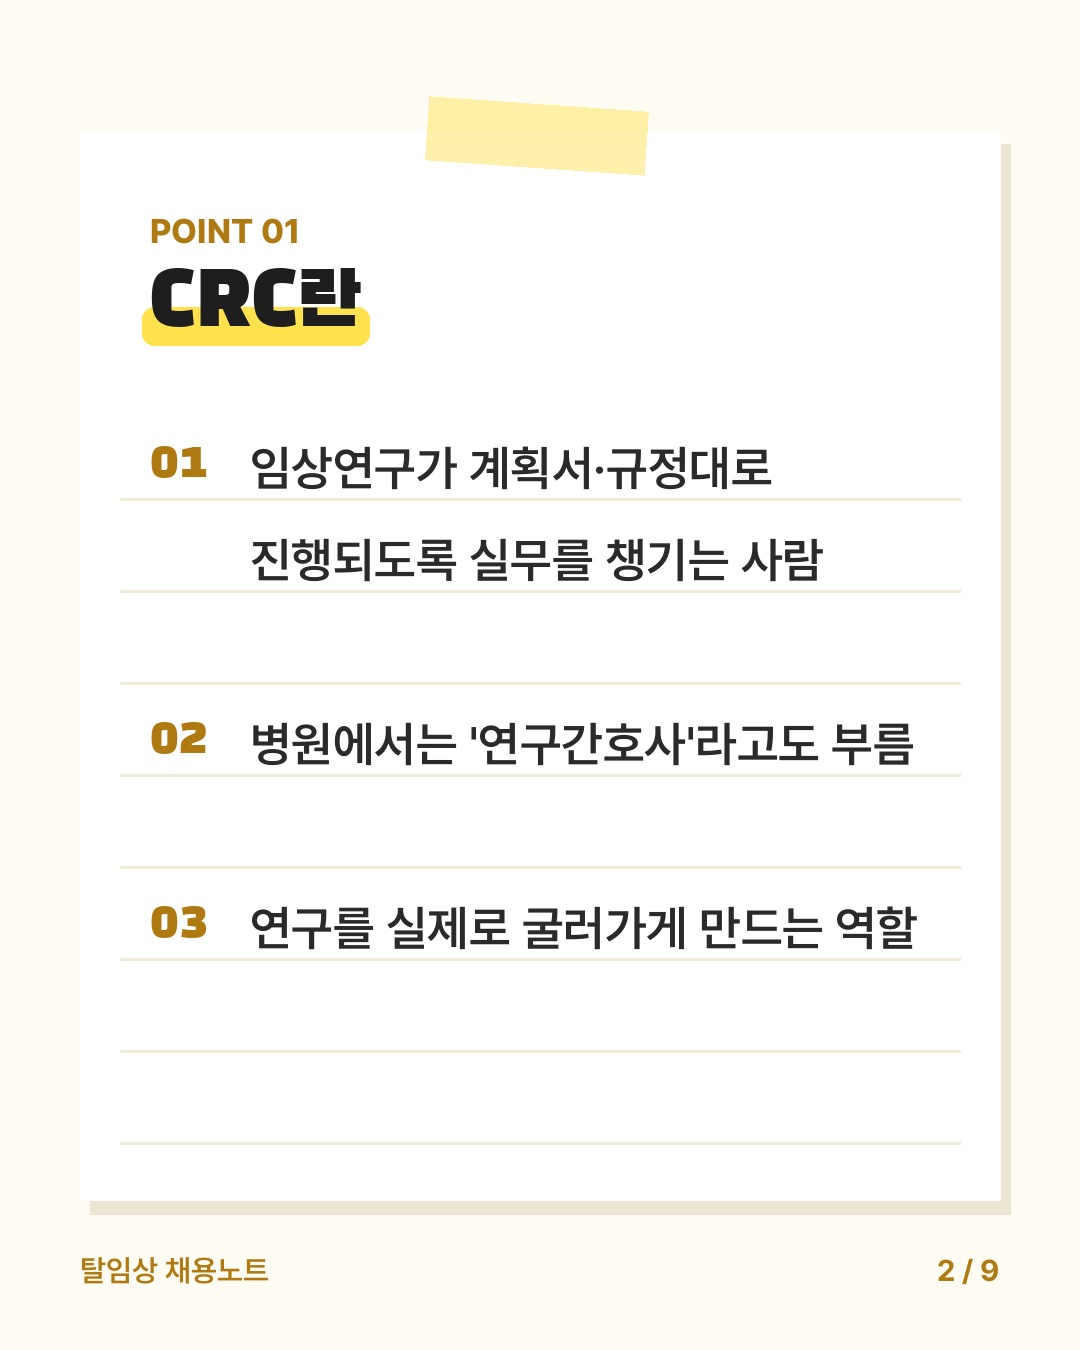 POINT 01
CRC란
01 임상연구가 계획서·규정대로
진행되도록 실무를 챙기는 사람
02 병원에서는 '연구간호사'라고도 부름
03 연구를 실제로 굴러가게 만드는 역할
탈임상 채용노트
2 / 9